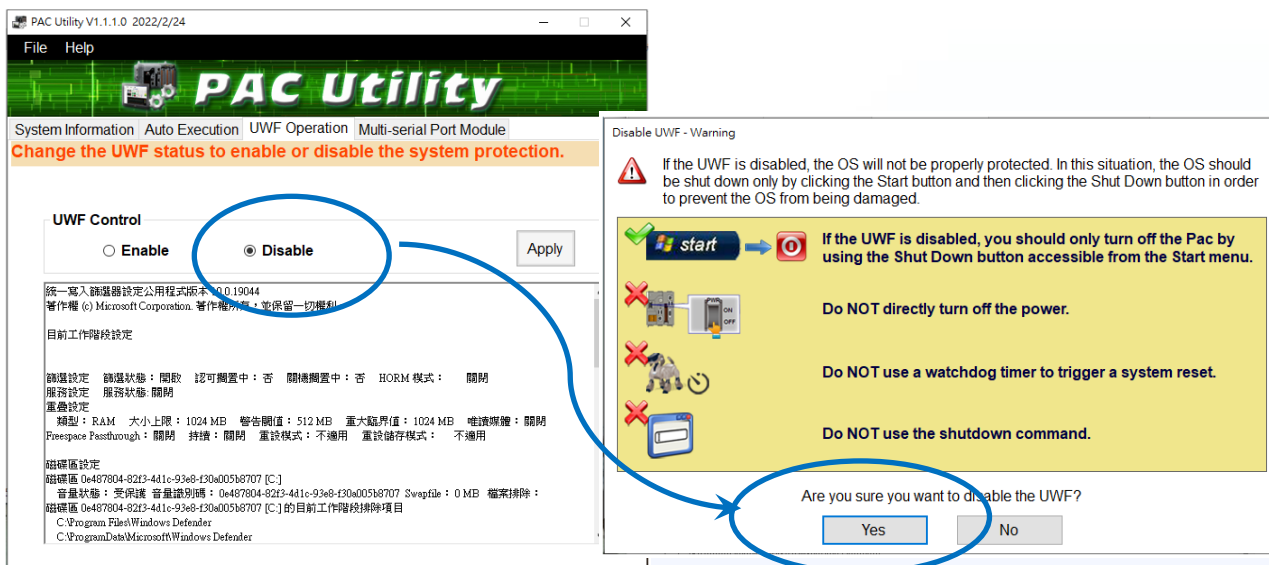 PAC Utility V1.1.1.0 2022/2/24
File Help
PAC Utility
System Information Auto Execution UWF Operation Multi-serial Port Module
Change the UWF status to enable or disable the system protection.
UWF Control
Enable Disable Apply
統一寫入篩選器設定公用程式版本 10.0.19044
著作權 (c) Microsoft Corporation. 著作權所有，並保留一切權利。
目前工作階段設定
篩選設定 篩選狀態：開啟 認可擱置中：否 關機擱置中：否 HORM 模式： 關閉
服務設定 服務狀態: 關閉
重疊設定
類型：RAM 大小上限：1024 MB 警告閾值：512 MB 重大臨界值：1024 MB 唯讀媒體：關閉
Freespace Passthrough：關閉 持續：關閉 重設模式：不適用 重設儲存模式： 不適用
磁碟區設定
磁碟區 0e487804-82f3-4d1c-93e8-f30a005b8707 [C:]
音量狀態：受保護 音量識別碼：0e487804-82f3-4d1c-93e8-f30a005b8707 Swapfile：0 MB 檔案排除：
磁碟區 0e487804-82f3-4d1c-93e8-f30a005b8707 [C:] 的目前工作階段排除項目
C:\Program Files\Windows Defender
C:\ProgramData\Microsoft\Windows Defender
Disable UWF - Warning
If the UWF is disabled, the OS will not be properly protected. In this situation, the OS should
be shut down only by clicking the Start button and then clicking the Shut Down button in order
to prevent the OS from being damaged.
start
If the UWF is disabled, you should only turn off the Pac by
using the Shut Down button accessible from the Start menu.
ON
OFF
Do NOT directly turn off the power.
Do NOT use a watchdog timer to trigger a system reset.
Do NOT use the shutdown command.
Are you sure you want to disable the UWF?
Yes No